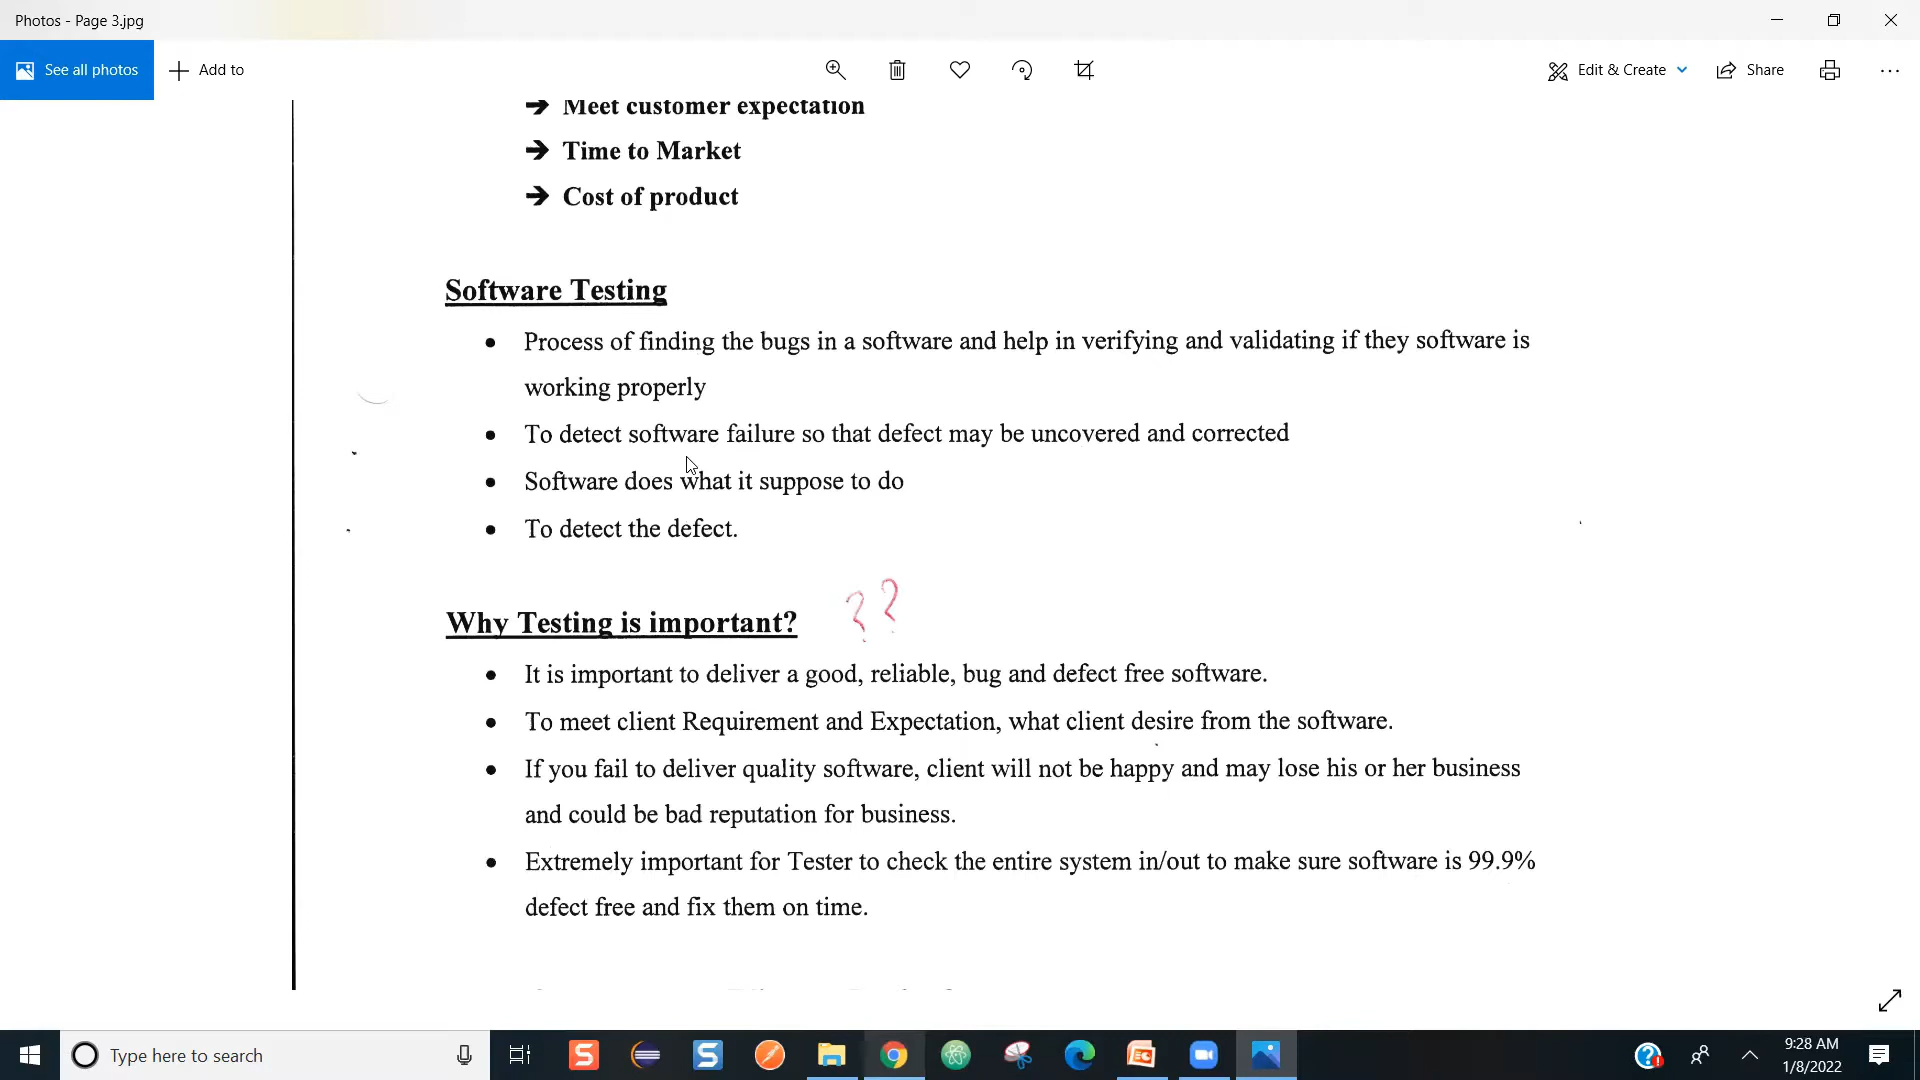 Photos - Page 3.jpg
See all photos
Add to
Edit & Create
Share
→ Meet customer expectation
→ Time to Market
→ Cost of product
Software Testing
• Process of finding the bugs in a software and help in verifying and validating if they software is
working properly
• To detect software failure so that defect may be uncovered and corrected
• Software does what it suppose to do
• To detect the defect.
Why Testing is important? ??
• It is important to deliver a good, reliable, bug and defect free software.
• To meet client Requirement and Expectation, what client desire from the software.
• If you fail to deliver quality software, client will not be happy and may lose his or her business
and could be bad reputation for business.
• Extremely important for Tester to check the entire system in/out to make sure software is 99.9%
defect free and fix them on time.
Type here to search
9:28 AM
1/8/2022